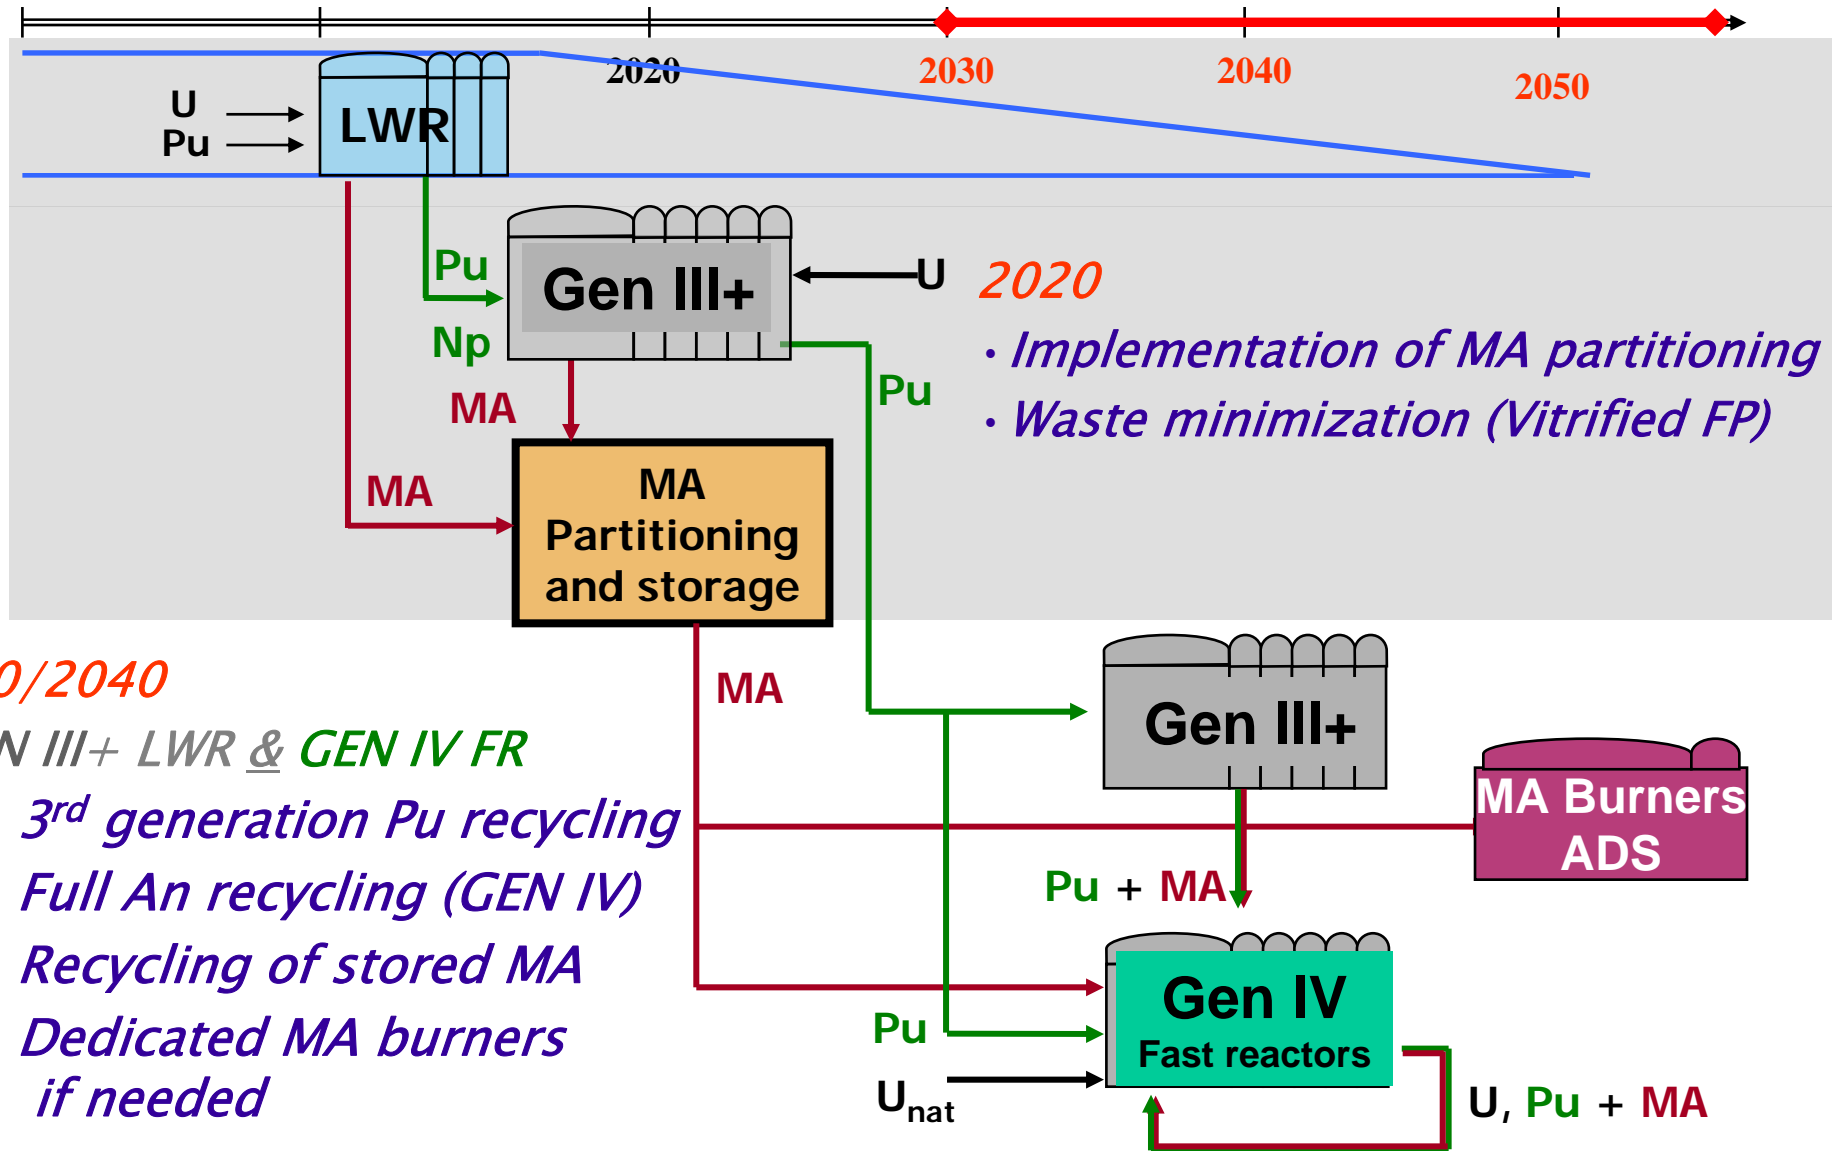 2020
2030
2040
2050
U
Pu
LWR
Pu
Np
Gen III+
U
2020
• Implementation of MA partitioning
• Waste minimization (Vitrified FP)
MA
Pu
MA
MA
Partitioning
and storage
0/2040
N III+ LWR & GEN IV FR
3rd generation Pu recycling
Full An recycling (GEN IV)
Recycling of stored MA
Dedicated MA burners
if needed
MA
Gen III+
MA Burners
ADS
Pu + MA
Gen IV
Fast reactors
Pu
Unat
U, Pu + MA